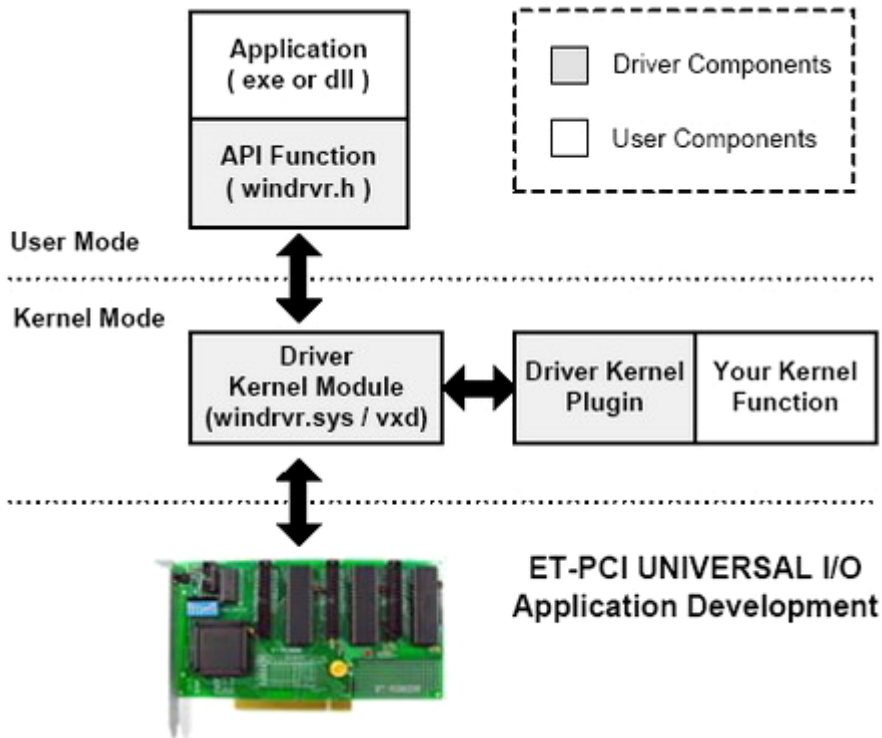 Application
( exe or dll )
API Function
( windrvr.h )
Driver Components
User Components
User Mode
Kernel Mode
Driver
Kernel Module
(windrvr.sys / vxd)
Driver Kernel
Plugin
Your Kernel
Function
ET-PCI UNIVERSAL I/O
Application Development